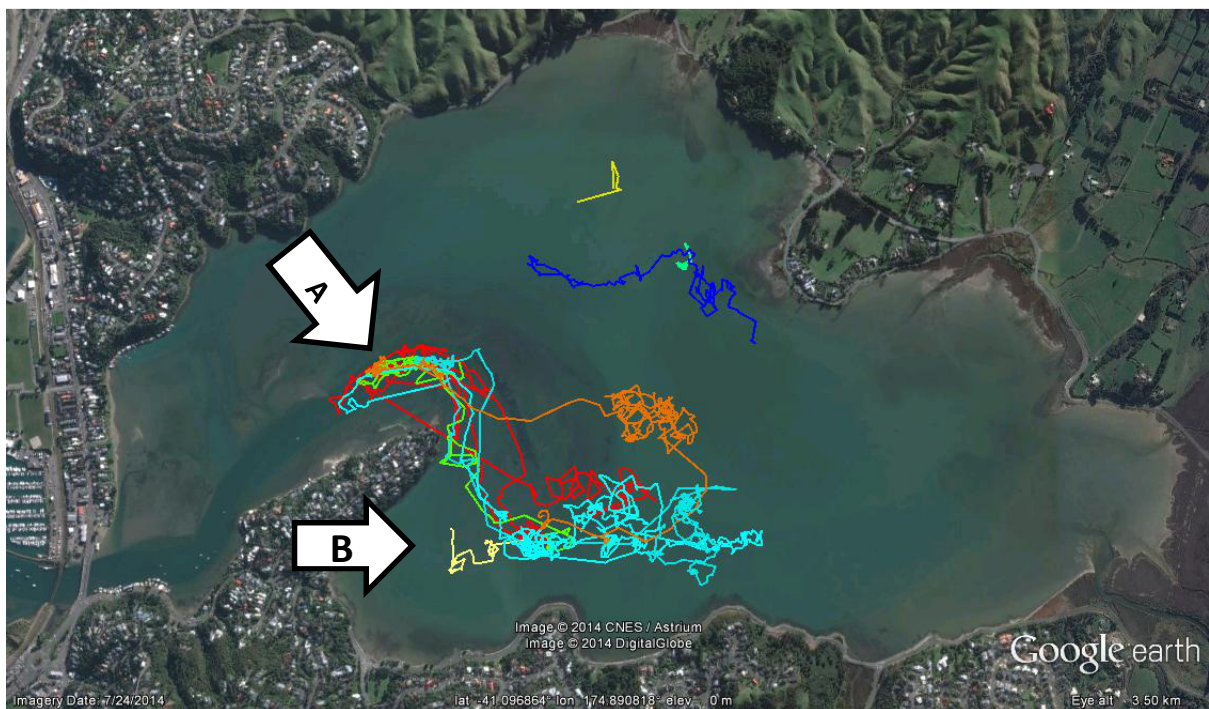 A
B
Image © 2014 CNES / Astrium
Image © 2014 DigitalGlobe
Google earth
Imagery Date: 7/24/2014
lat -41.096864° lon 174.890818° elev 0 m
Eye alt 3.50 km